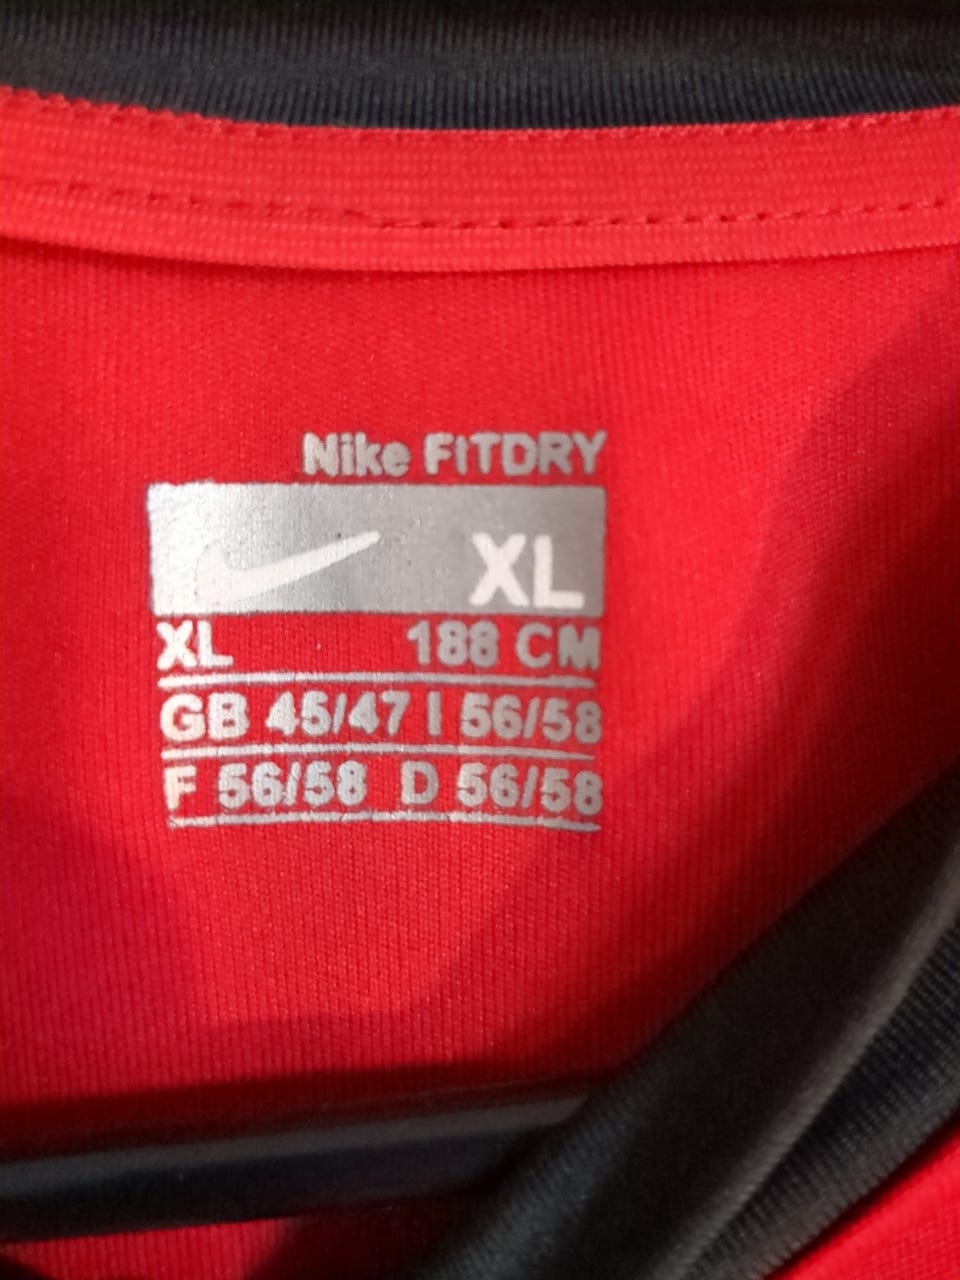 Nike FITDRY
XL
XL 188 CM
GB 45/47 I 56/58
F 56/58 D 56/58